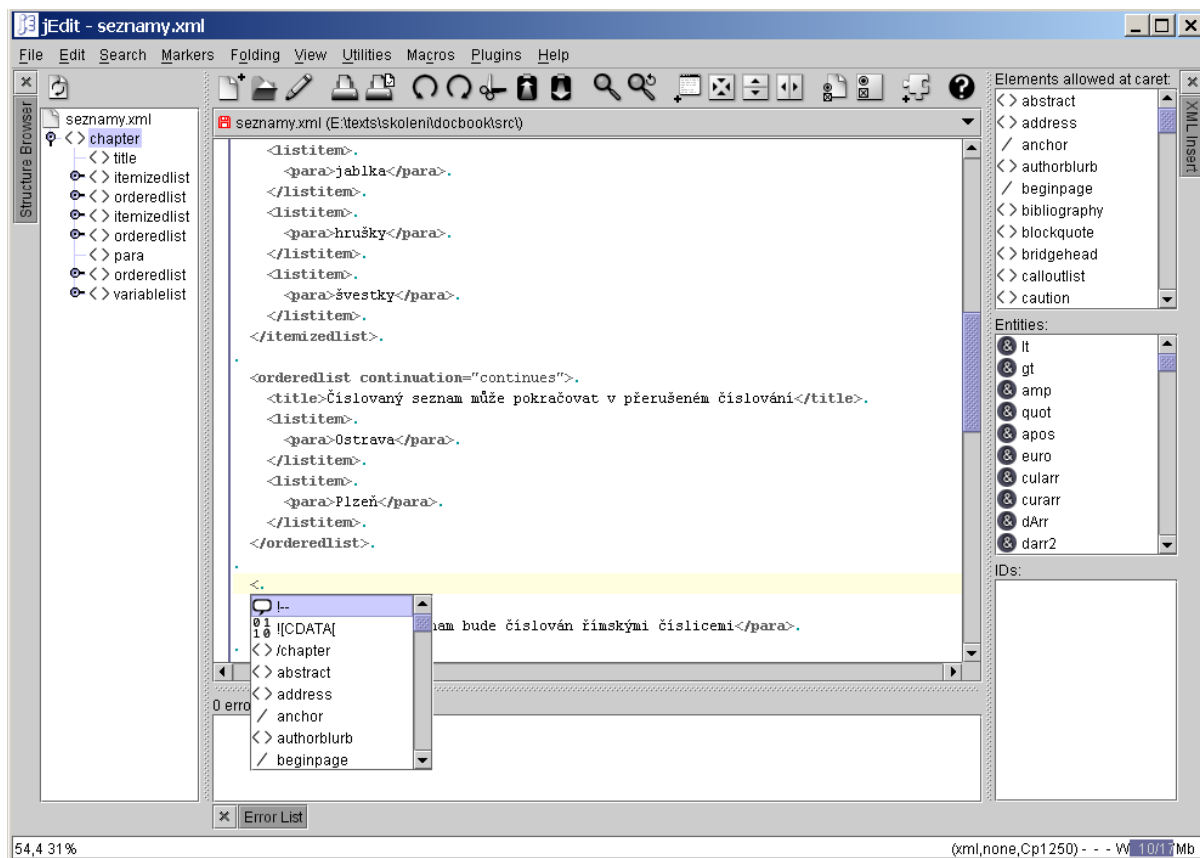 jEdit - seznamy.xml
File Edit Search Markers Folding View Utilities Macros Plugins Help
Structure Browser
seznamy.xml
<> chapter
<> title
<> itemizedlist
<> orderedlist
<> itemizedlist
<> orderedlist
<> para
<> orderedlist
<> variablelist
seznamy.xml (E:\texts\skoleni\docbook\src\)
<listitem>.
<para>jablka</para>.
</listitem>.
<listitem>.
<para>hrušky</para>.
</listitem>.
<listitem>.
<para>švestky</para>.
</listitem>.
</itemizedlist>.
.
<orderedlist continuation="continues">.
<title>Číslovaný seznam může pokračovat v přerušeném číslování</title>.
<listitem>.
<para>Ostrava</para>.
</listitem>.
<listitem>.
<para>Plzeň</para>.
</listitem>.
</orderedlist>.
.
<.
nam bude číslován římskými číslicemi</para>.
.
!--
01 10 ![CDATA[
<> /chapter
<> abstract
<> address
/ anchor
<> authorblurb
/ beginpage
0 erro
Error List
Elements allowed at caret:
<> abstract
<> address
/ anchor
<> authorblurb
/ beginpage
<> bibliography
<> blockquote
<> bridgehead
<> calloutlist
<> caution
XML Insert
Entities:
& lt
& gt
& amp
& quot
& apos
& euro
& cularr
& curarr
& dArr
& darr2
IDs:
54,4 31%
(xml,none,Cp1250) - - - W 10/17Mb